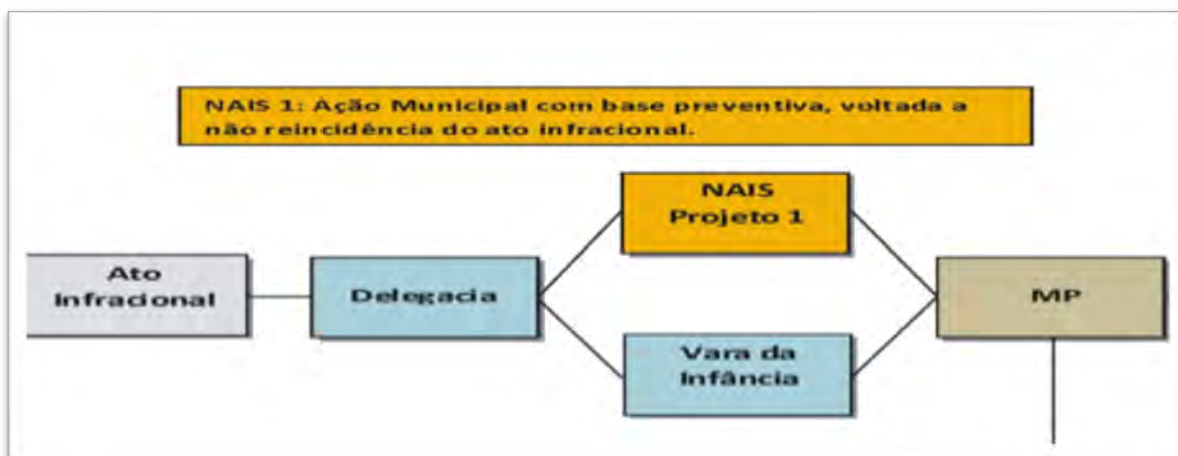 NAIS 1: Ação Municipal com base preventiva, voltada a
não reincidência do ato infracional.
NAIS
Projeto 1
Ato
Infracional
Delegacia
MP
Vara da
Infância